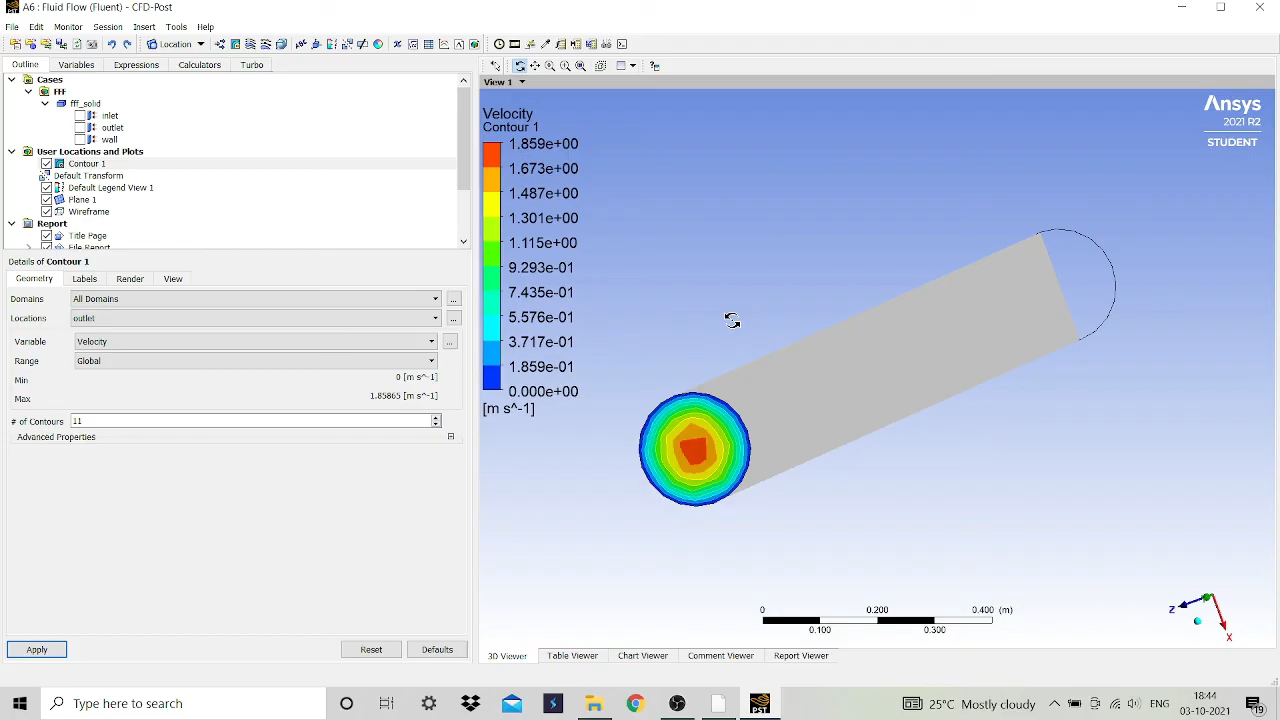 A6 : Fluid Flow (Fluent) - CFD-Post
File Edit Monitor Session Insert Tools Help
Location
Outline Variables Expressions Calculators Turbo
Cases
FFF
fff_solid
inlet
outlet
wall
User Locations and Plots
Contour 1
Default Transform
Default Legend View 1
Plane 1
Wireframe
Report
Title Page
File Report
Details of Contour 1
Geometry Labels Render View
Domains All Domains ...
Locations outlet ...
Variable Velocity ...
Range Global
Min 0 [m s^-1]
Max 1.85865 [m s^-1]
# of Contours 11
Advanced Properties
Apply Reset Defaults
View 1
Velocity
Contour 1
1.859e+00
1.673e+00
1.487e+00
1.301e+00
1.115e+00
9.293e-01
7.435e-01
5.576e-01
3.717e-01
1.859e-01
0.000e+00
[m s^-1]
Ansys
2021 R2
STUDENT
0 0.200 0.400 (m)
0.100 0.300
Z
X
3D Viewer Table Viewer Chart Viewer Comment Viewer Report Viewer
Type here to search
PST
25°C Mostly cloudy
ENG
18:44
03-10-2021
19